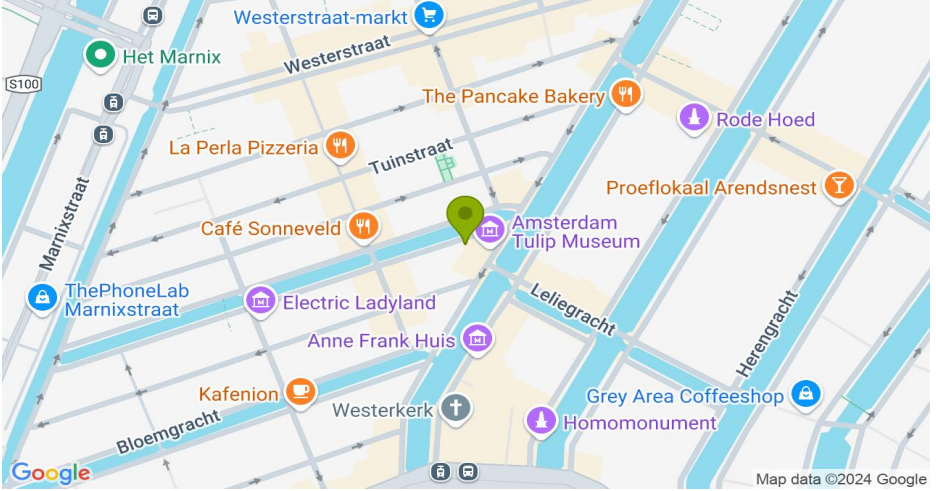 Westerstraat-markt
Het Marnix
Westerstraat
S100
The Pancake Bakery
Rode Hoed
La Perla Pizzeria
Tuinstraat
Proeflokaal Arendsnest
Marnixstraat
Café Sonneveld
Amsterdam
Tulip Museum
ThePhoneLab
Marnixstraat
Electric Ladyland
Leliegracht
Anne Frank Huis
Herengracht
Kafenion
Westerkerk
Grey Area Coffeeshop
Homomonument
Bloemgracht
Google
Map data ©2024 Google